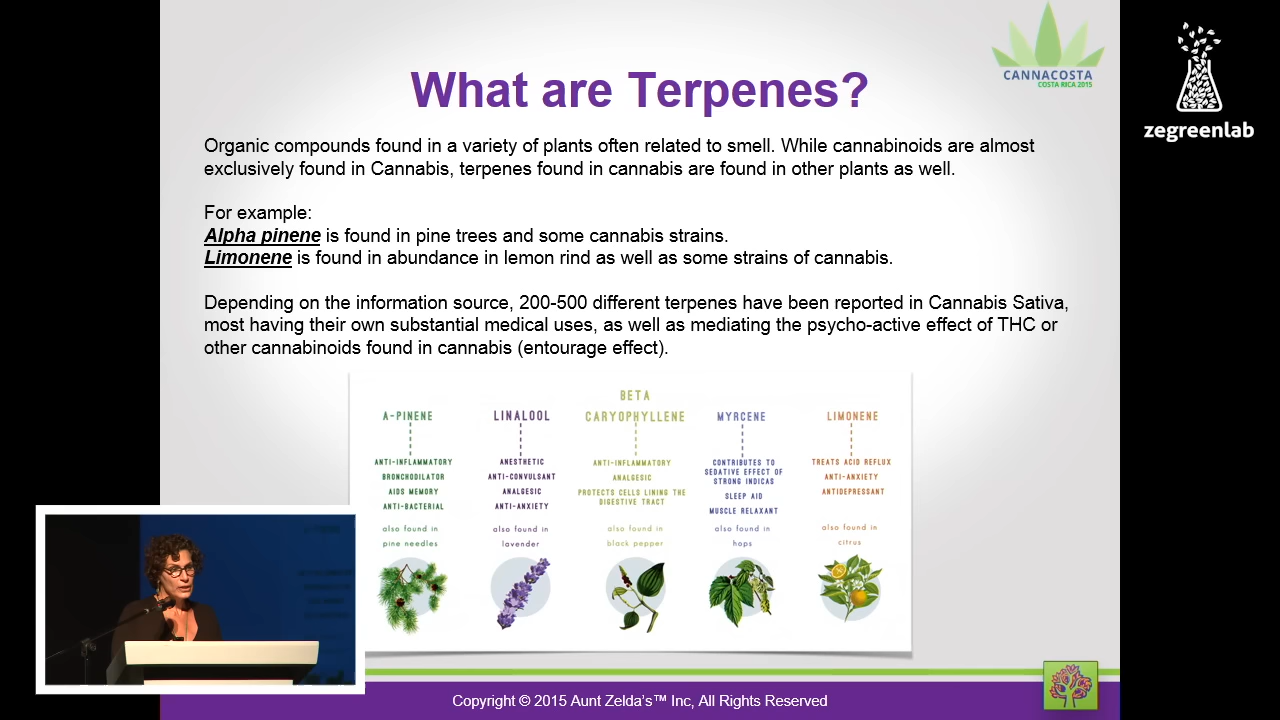 What are Terpenes?
CANNACOSTA
COSTA RICA 2015
zegreenlab
Organic compounds found in a variety of plants often related to smell. While cannabinoids are almost
exclusively found in Cannabis, terpenes found in cannabis are found in other plants as well.
For example:
Alpha pinene is found in pine trees and some cannabis strains.
Limonene is found in abundance in lemon rind as well as some strains of cannabis.
Depending on the information source, 200-500 different terpenes have been reported in Cannabis Sativa,
most having their own substantial medical uses, as well as mediating the psycho-active effect of THC or
other cannabinoids found in cannabis (entourage effect).
A-PINENE
ANTI-INFLAMMATORY
BRONCHODILATOR
AIDS MEMORY
ANTI-BACTERIAL
also found in
pine needles
LINALOOL
ANESTHETIC
ANTI-CONVULSANT
ANALGESIC
ANTI-ANXIETY
also found in
lavender
BETA
CARYOPHYLLENE
ANTI-INFLAMMATORY
ANALGESIC
PROTECTS CELLS LINING THE
DIGESTIVE TRACT
also found in
black pepper
MYRCENE
CONTRIBUTES TO
SEDATIVE EFFECT OF
STRONG INDICAS
SLEEP AID
MUSCLE RELAXANT
also found in
hops
LIMONENE
TREATS ACID REFLUX
ANTI-ANXIETY
ANTIDEPRESSANT
also found in
citrus
Copyright © 2015 Aunt Zelda's™ Inc, All Rights Reserved